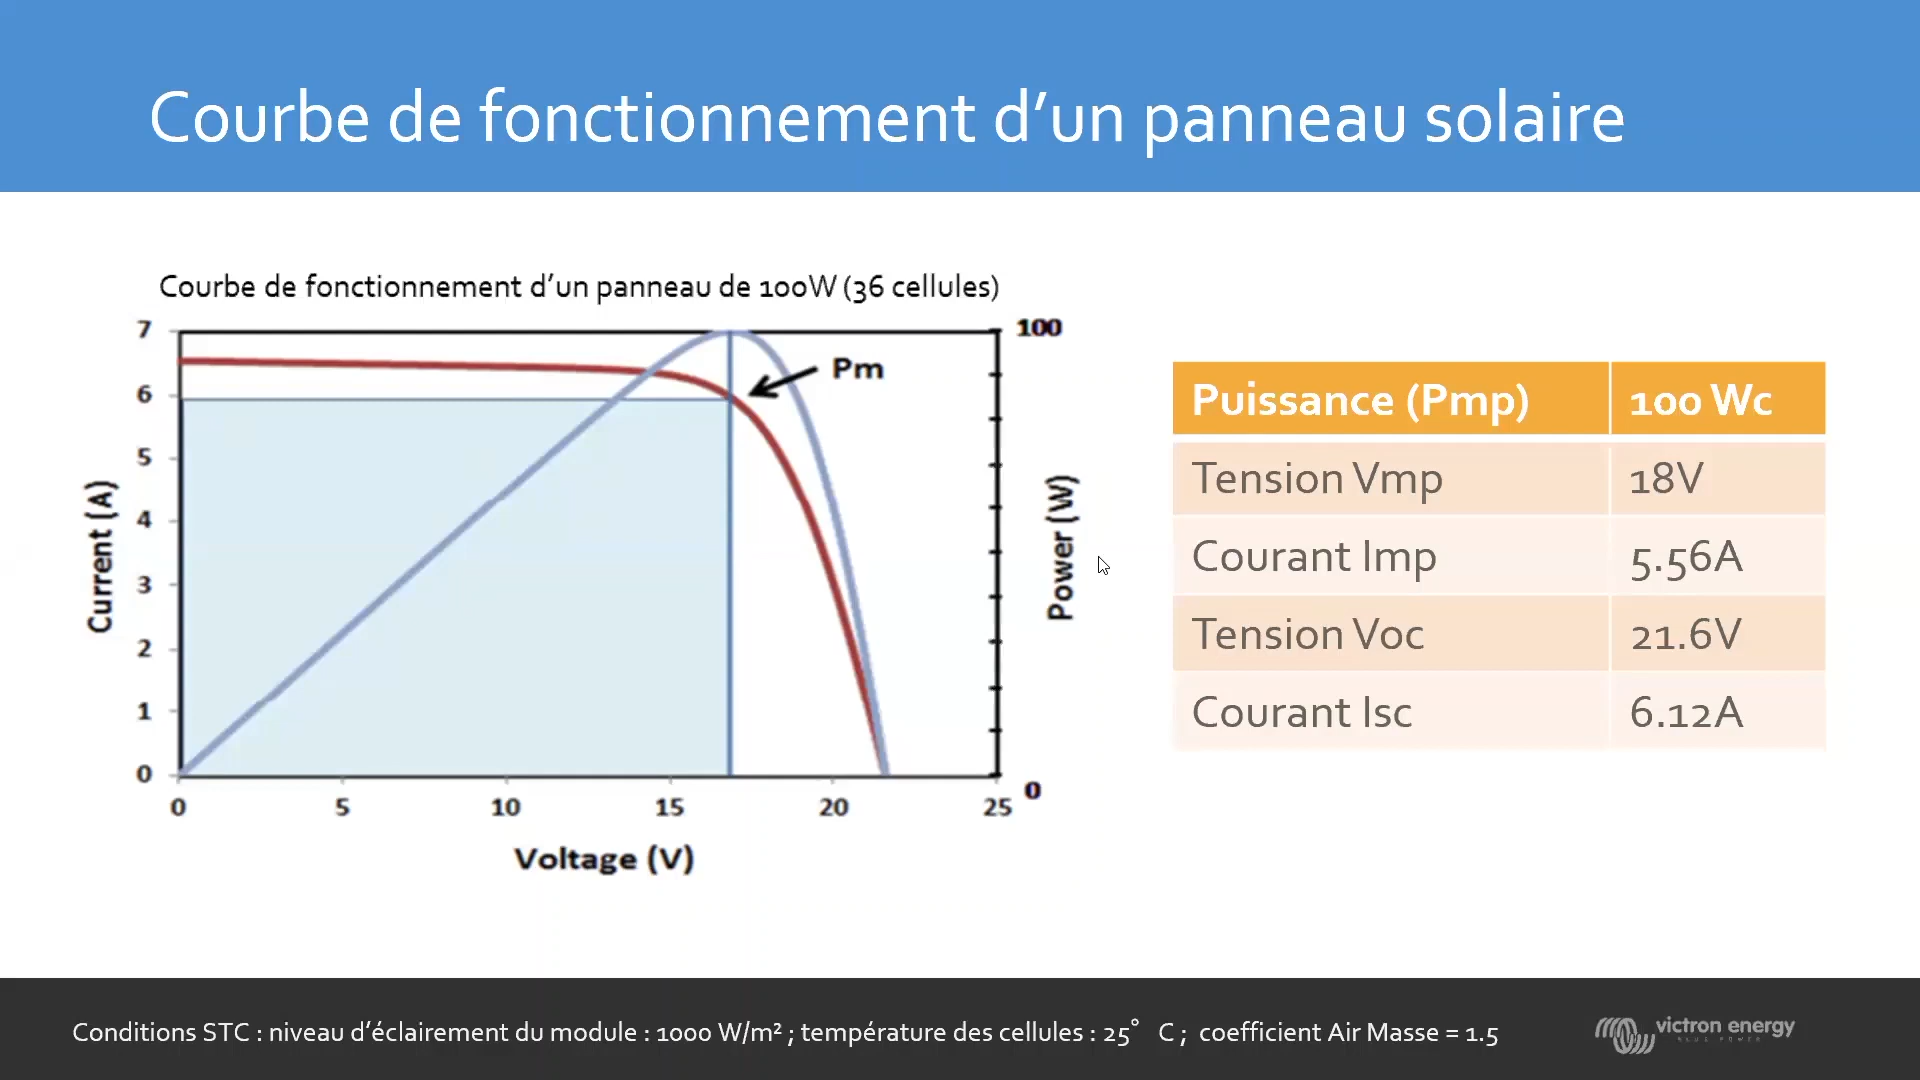 Courbe de fonctionnement d’un panneau solaire
Courbe de fonctionnement d’un panneau de 100W (36 cellules)
7
6
5
4
3
2
1
0
Current (A)
0
5
10
15
20
25
Voltage (V)
Pm
100
0
Power (W)
Puissance (Pmp) 100 Wc
Tension Vmp 18V
Courant Imp 5.56A
Tension Voc 21.6V
Courant Isc 6.12A
Conditions STC : niveau d’éclairement du module : 1000 W/m² ; température des cellules : 25° C ; coefficient Air Masse = 1.5
victron energy
BLUE POWER